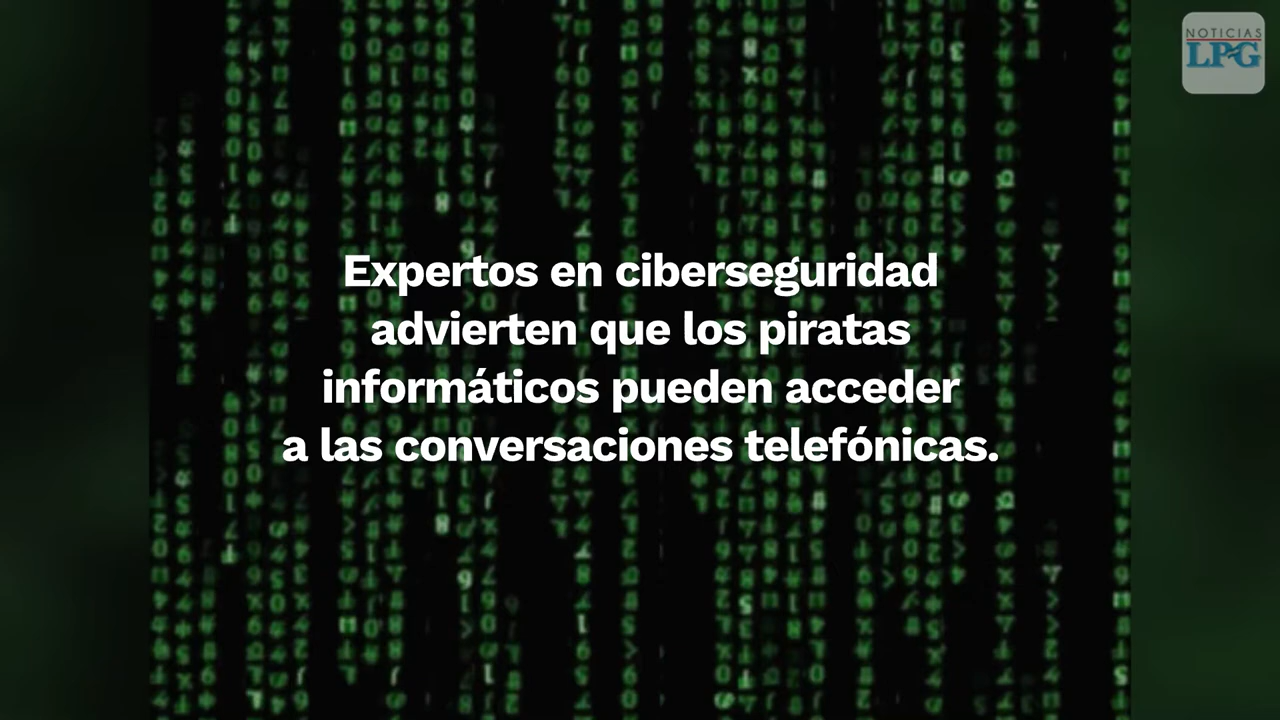 NOTICIAS
LPG
Expertos en ciberseguridad
advierten que los piratas
informáticos pueden acceder
a las conversaciones telefónicas.